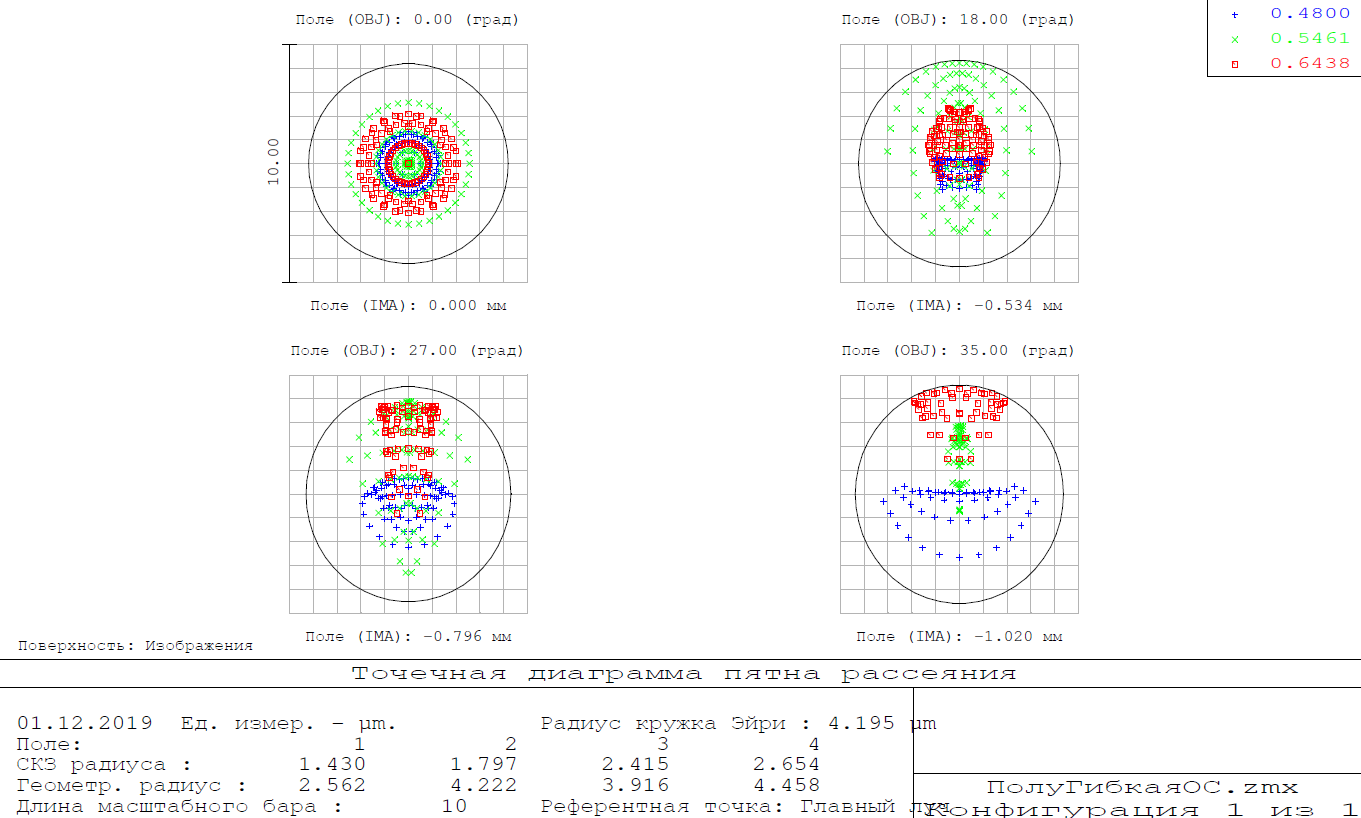 Поле (OBJ): 0.00 (град)
Поле (OBJ): 18.00 (град)
+ 0.4800
× 0.5461
□ 0.6438
10.00
Поле (IMA): 0.000 мм
Поле (IMA): -0.534 мм
Поле (OBJ): 27.00 (град)
Поле (OBJ): 35.00 (град)
Поле (IMA): -0.796 мм
Поле (IMA): -1.020 мм
Поверхность: Изображения
Точечная диаграмма пятна рассеяния
01.12.2019 Ед. измер. - µm. Радиус кружка Эйри : 4.195 µm
Поле: 1 2 3 4
СКЗ радиуса : 1.430 1.797 2.415 2.654
Геометр. радиус : 2.562 4.222 3.916 4.458
Длина масштабного бара : 10 Референтная точка: Главный луч
ПолуГибкаяОС.zmx
Конфигурация 1 из 1